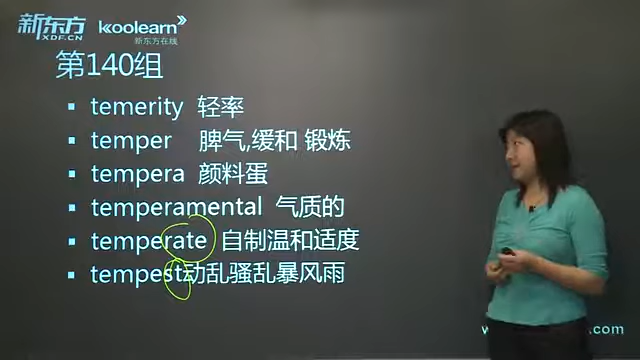 新东方 koolearn
XDF.CN 新东方在线
第140组
temerity 轻率
temper 脾气,缓和 锻炼
tempera 颜料蛋
temperamental 气质的
temperate 自制温和适度
tempest动乱骚乱暴风雨
.com